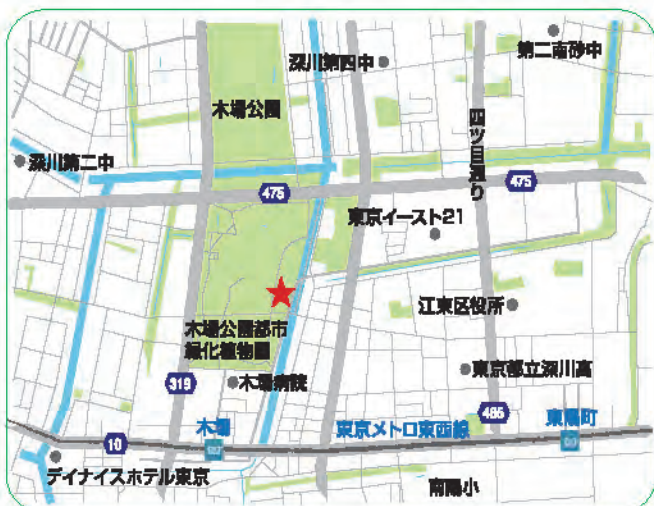 第二南砂中
深川第四中
木場公園
四ツ目通り
深川第二中
475
475
東京イースト21
江東区役所
木場公園都市
緑化植物園
東京都立深川高
319
木場病院
465
木場
東京メトロ東西線
東陽町
10
デイナイスホテル東京
南陽小